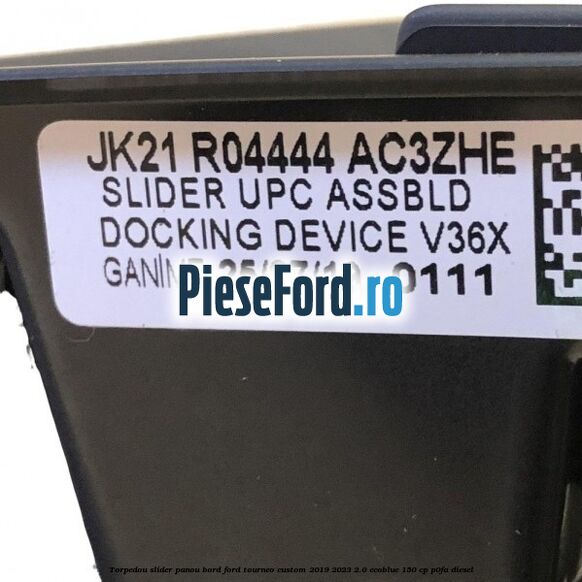 JK21 R04444 AC3ZHE
SLIDER UPC ASSBLD
DOCKING DEVICE V36X
0111
PieseFord.ro
Torpedou slider panou bord ford tourneo custom 2019 2023 2.0 ecoblue 150 cp p0fa diesel